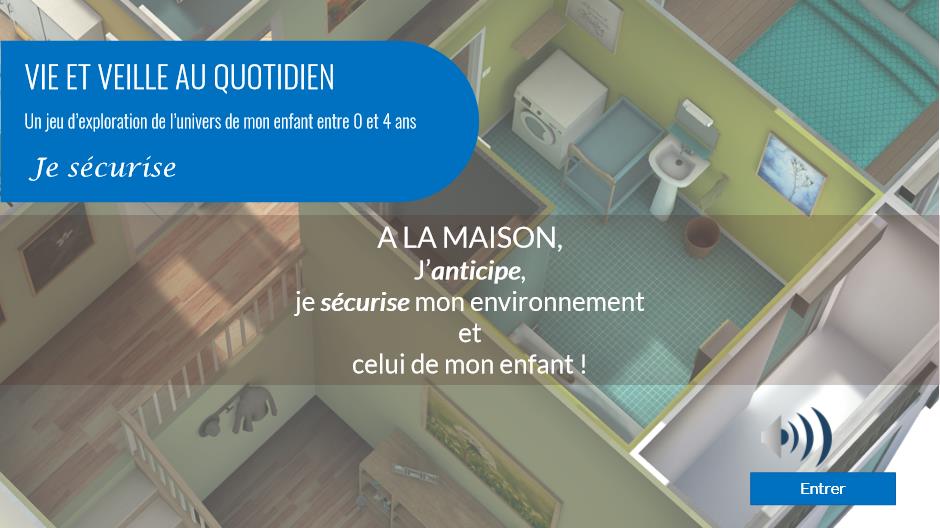 VIE ET VEILLE AU QUOTIDIEN
Un jeu d’exploration de l’univers de mon enfant entre 0 et 4 ans
Je sécurise
A LA MAISON,
J’anticipe,
je sécurise mon environnement
et
celui de mon enfant !
Entrer